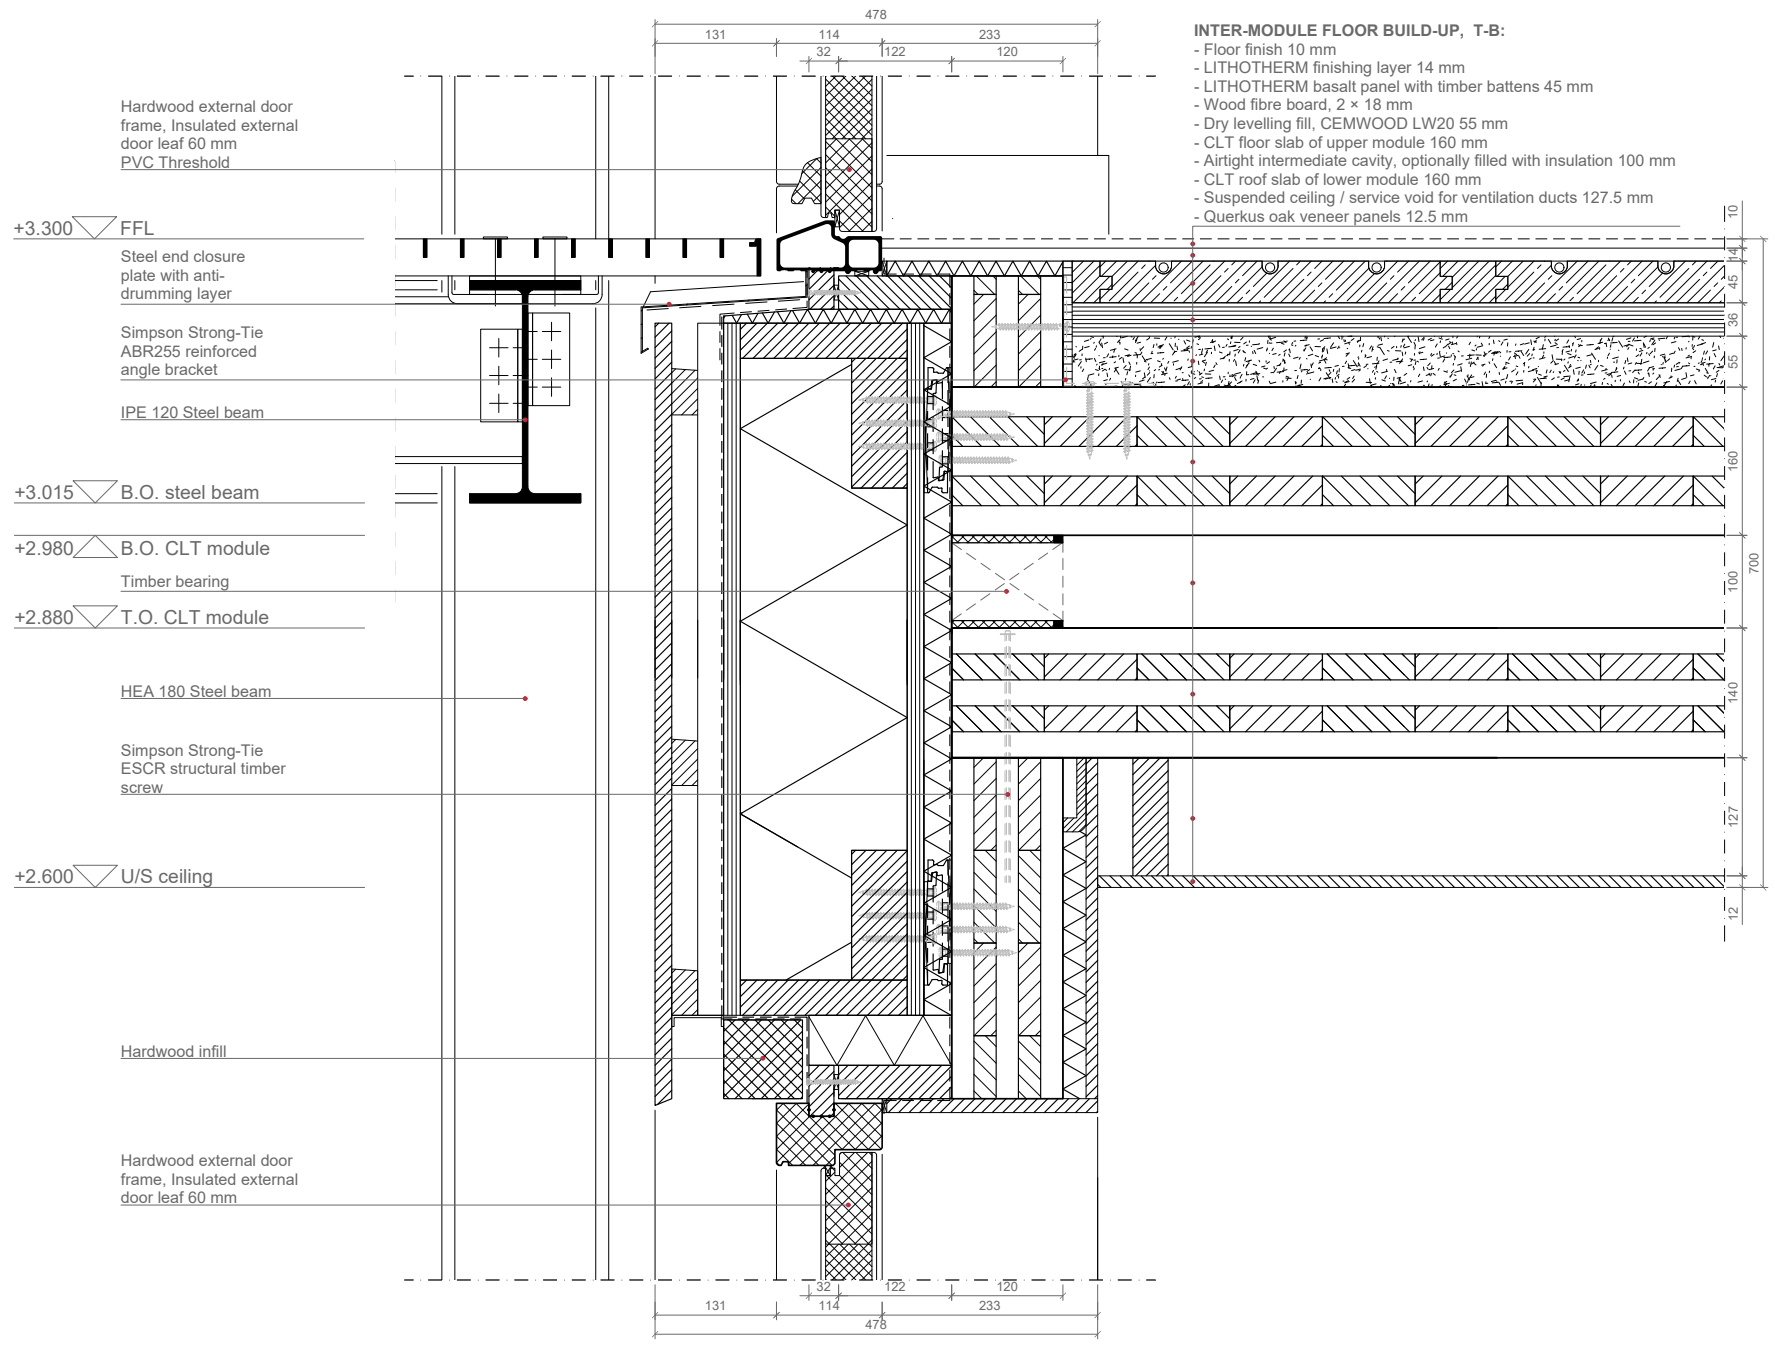 478
131 114 233
32 122 120
INTER-MODULE FLOOR BUILD-UP, T-B:
- Floor finish 10 mm
- LITHOTHERM finishing layer 14 mm
- LITHOTHERM basalt panel with timber battens 45 mm
- Wood fibre board, 2 × 18 mm
- Dry levelling fill, CEMWOOD LW20 55 mm
- CLT floor slab of upper module 160 mm
- Airtight intermediate cavity, optionally filled with insulation 100 mm
- CLT roof slab of lower module 160 mm
- Suspended ceiling / service void for ventilation ducts 127.5 mm
- Querkus oak veneer panels 12.5 mm
Hardwood external door
frame, Insulated external
door leaf 60 mm
PVC Threshold
+3.300 FFL
Steel end closure
plate with anti-
drumming layer
Simpson Strong-Tie
ABR255 reinforced
angle bracket
IPE 120 Steel beam
+3.015 B.O. steel beam
+2.980 B.O. CLT module
Timber bearing
+2.880 T.O. CLT module
HEA 180 Steel beam
Simpson Strong-Tie
ESCR structural timber
screw
+2.600 U/S ceiling
Hardwood infill
Hardwood external door
frame, Insulated external
door leaf 60 mm
10
14
45
36
55
160
100
140
127
12
700
32 122 120
131 114 233
478